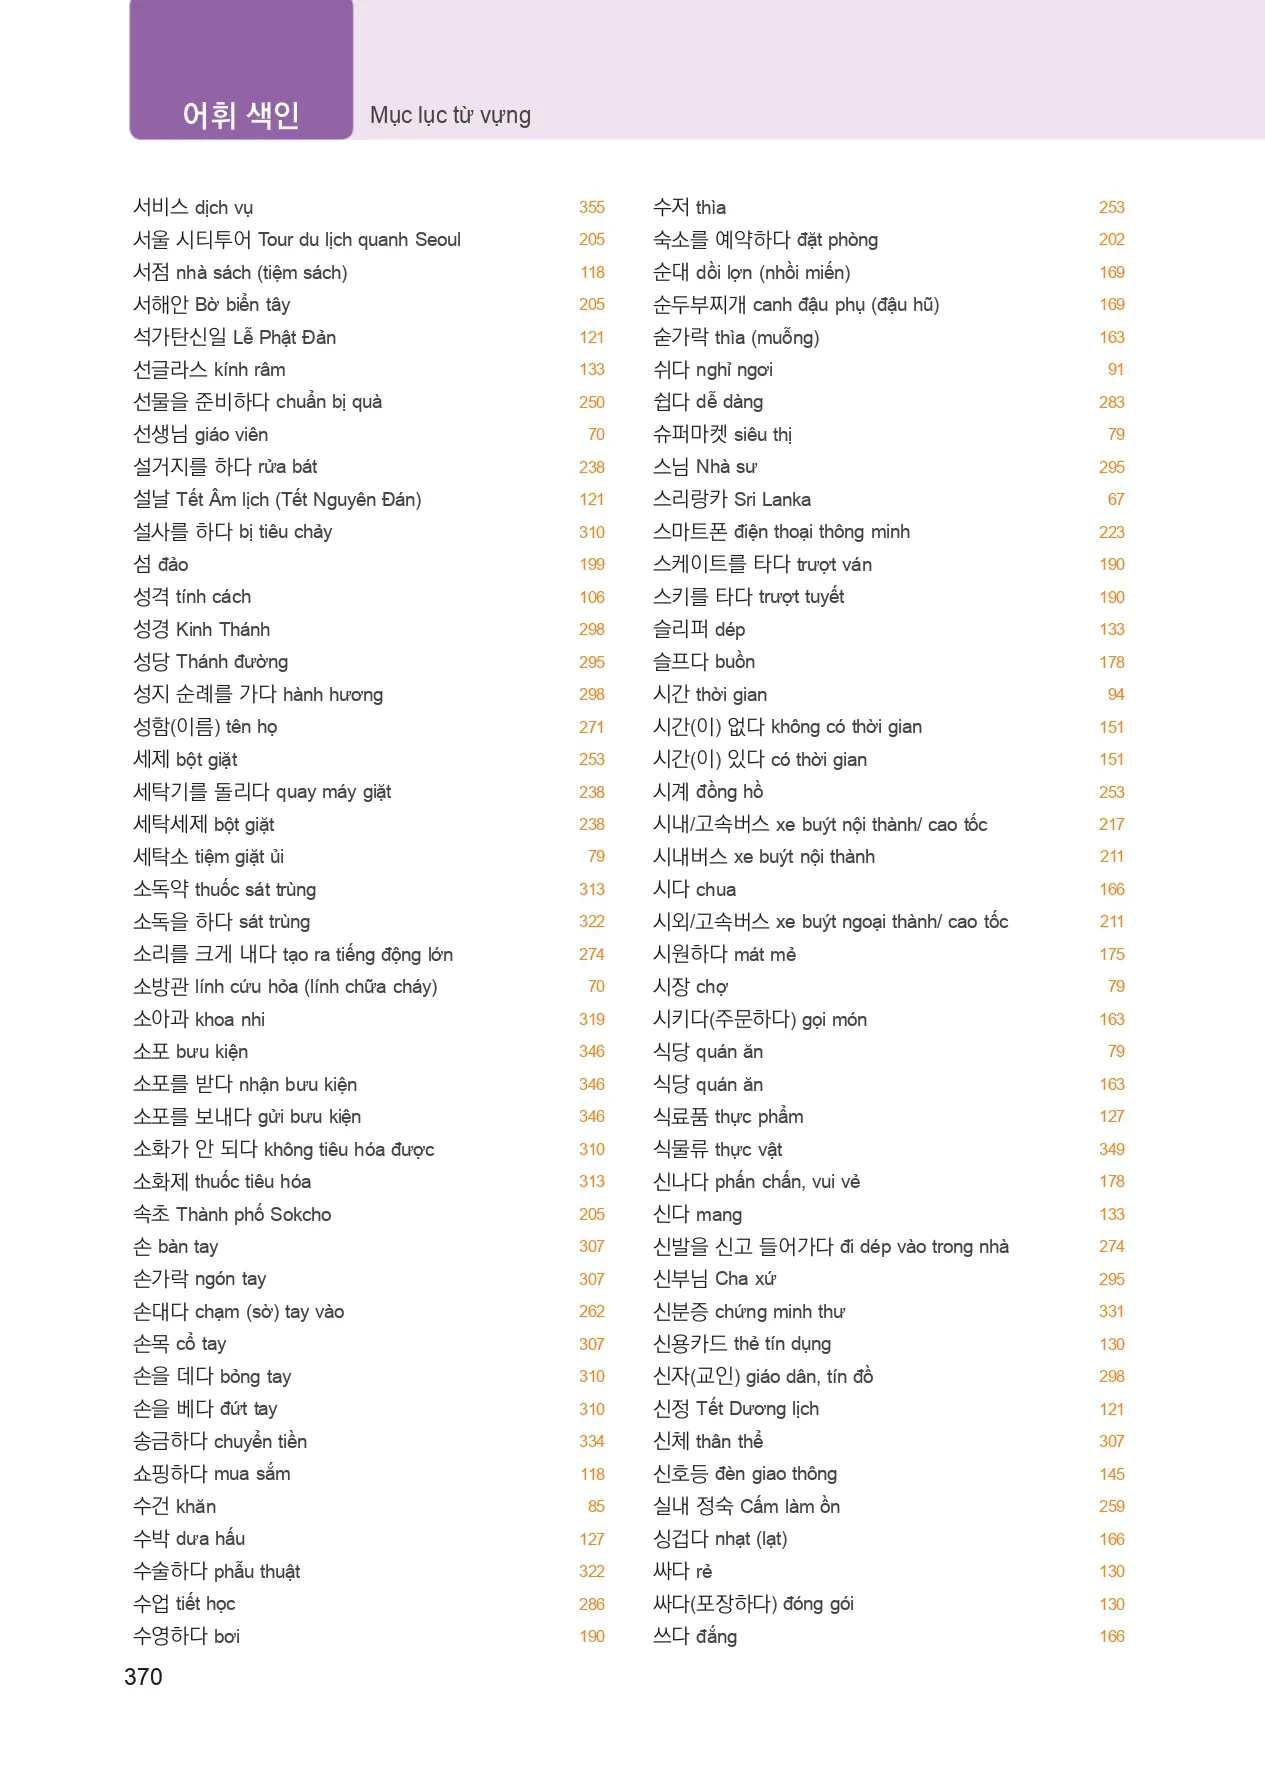 어휘 색인 Mục lục từ vựng
서비스 dịch vụ 355
서울 시티투어 Tour du lịch quanh Seoul 205
서점 nhà sách (tiệm sách) 118
서해안 Bờ biển tây 205
석가탄신일 Lễ Phật Đản 121
선글라스 kính râm 133
선물을 준비하다 chuẩn bị quà 250
선생님 giáo viên 70
설거지를 하다 rửa bát 238
설날 Tết Âm lịch (Tết Nguyên Đán) 121
설사를 하다 bị tiêu chảy 310
섬 đảo 199
성격 tính cách 106
성경 Kinh Thánh 298
성당 Thánh đường 295
성지 순례를 가다 hành hương 298
성함(이름) tên họ 271
세제 bột giặt 253
세탁기를 돌리다 quay máy giặt 238
세탁세제 bột giặt 238
세탁소 tiệm giặt ủi 79
소독약 thuốc sát trùng 313
소독을 하다 sát trùng 322
소리를 크게 내다 tạo ra tiếng động lớn 274
소방관 lính cứu hỏa (lính chữa cháy) 70
소아과 khoa nhi 319
소포 bưu kiện 346
소포를 받다 nhận bưu kiện 346
소포를 보내다 gửi bưu kiện 346
소화가 안 되다 không tiêu hóa được 310
소화제 thuốc tiêu hóa 313
속초 Thành phố Sokcho 205
손 bàn tay 307
손가락 ngón tay 307
손대다 chạm (sờ) tay vào 262
손목 cổ tay 307
손을 데다 bỏng tay 310
손을 베다 đứt tay 310
송금하다 chuyển tiền 334
쇼핑하다 mua sắm 118
수건 khăn 85
수박 dưa hấu 127
수술하다 phẫu thuật 322
수업 tiết học 286
수영하다 bơi 190
수저 thìa 253
숙소를 예약하다 đặt phòng 202
순대 dồi lợn (nhồi miến) 169
순두부찌개 canh đậu phụ (đậu hũ) 169
숟가락 thìa (muỗng) 163
쉬다 nghỉ ngơi 91
쉽다 dễ dàng 283
슈퍼마켓 siêu thị 79
스님 Nhà sư 295
스리랑카 Sri Lanka 67
스마트폰 điện thoại thông minh 223
스케이트를 타다 trượt ván 190
스키를 타다 trượt tuyết 190
슬리퍼 dép 133
슬프다 buồn 178
시간 thời gian 94
시간(이) 없다 không có thời gian 151
시간(이) 있다 có thời gian 151
시계 đồng hồ 253
시내/고속버스 xe buýt nội thành/ cao tốc 217
시내버스 xe buýt nội thành 211
시다 chua 166
시외/고속버스 xe buýt ngoại thành/ cao tốc 211
시원하다 mát mẻ 175
시장 chợ 79
시키다(주문하다) gọi món 163
식당 quán ăn 79
식당 quán ăn 163
식료품 thực phẩm 127
식물류 thực vật 349
신나다 phấn chấn, vui vẻ 178
신다 mang 133
신발을 신고 들어가다 đi dép vào trong nhà 274
신부님 Cha xứ 295
신분증 chứng minh thư 331
신용카드 thẻ tín dụng 130
신자(교인) giáo dân, tín đồ 298
신정 Tết Dương lịch 121
신체 thân thể 307
신호등 đèn giao thông 145
실내 정숙 Cấm làm ồn 259
싱겁다 nhạt (lạt) 166
싸다 rẻ 130
싸다(포장하다) đóng gói 130
쓰다 đắng 166
370